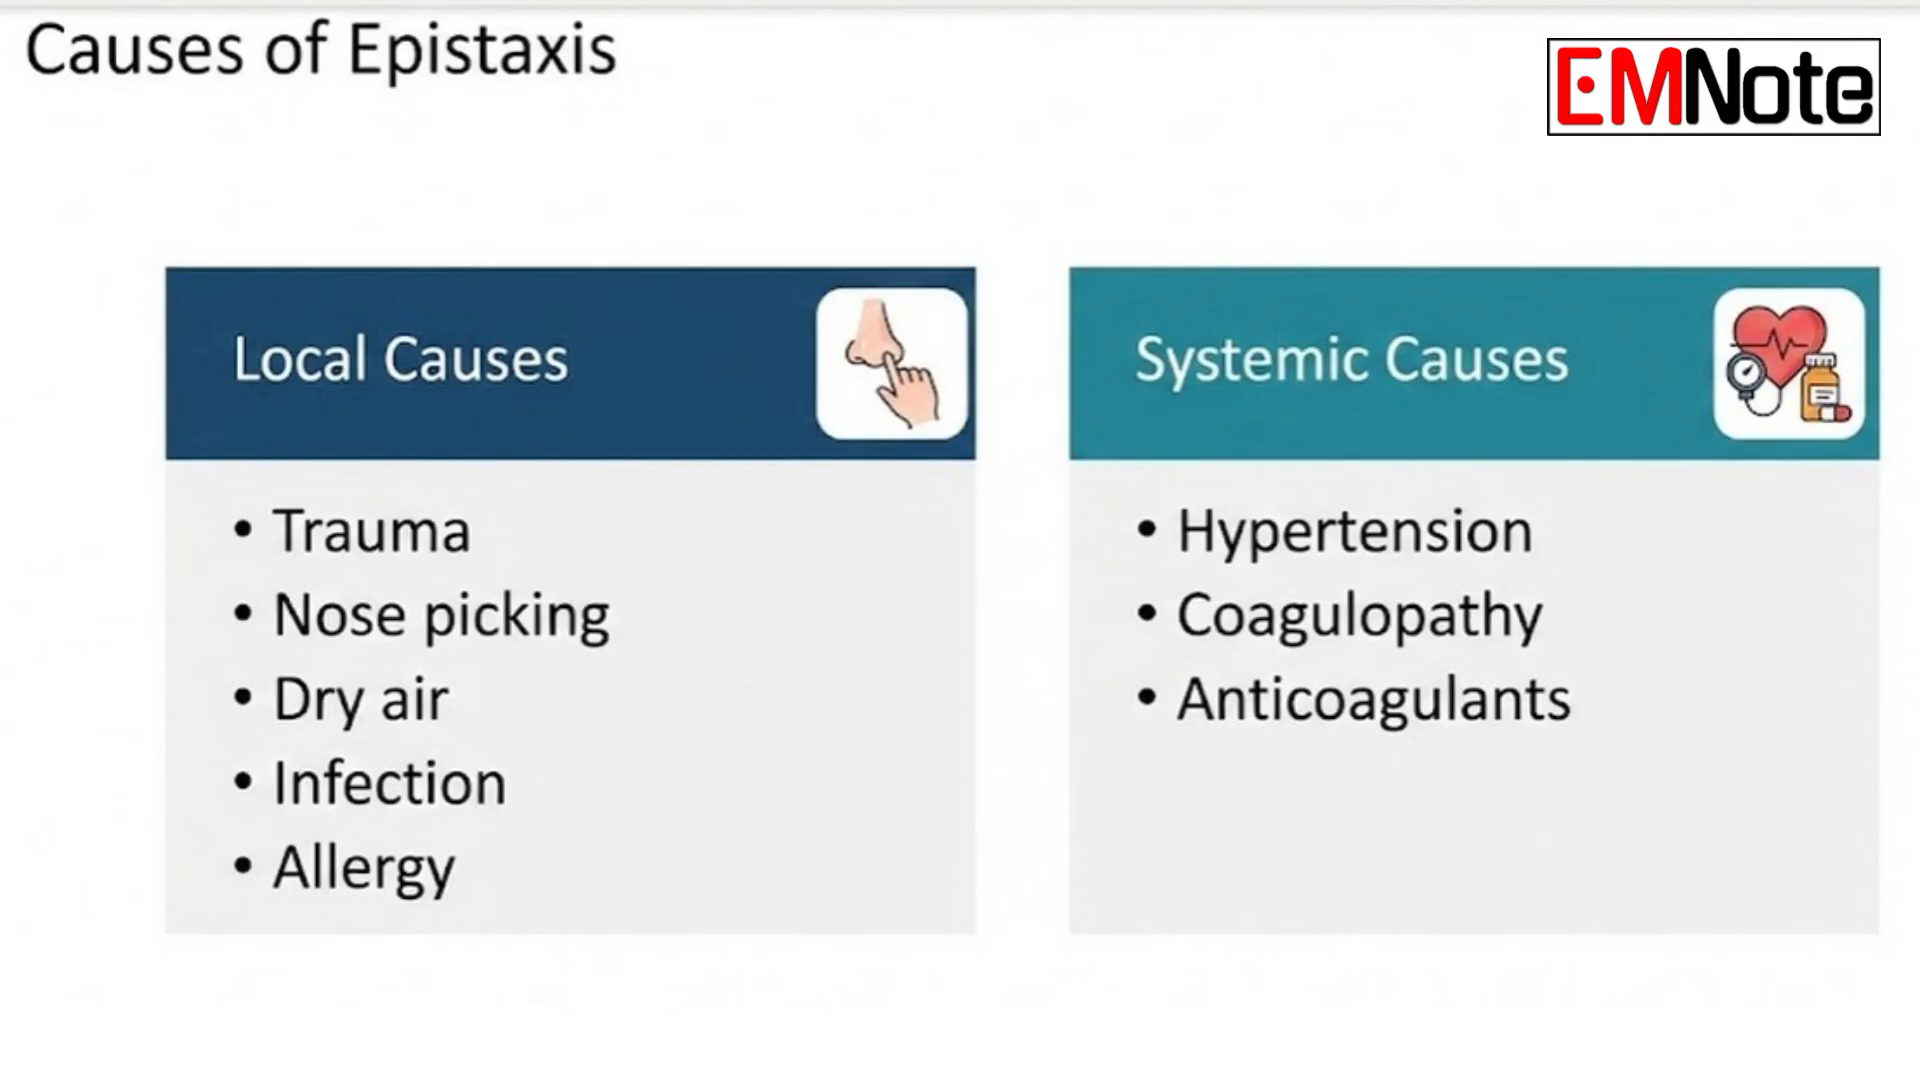 Causes of Epistaxis
EMNote
Local Causes
• Trauma
• Nose picking
• Dry air
• Infection
• Allergy
Systemic Causes
• Hypertension
• Coagulopathy
• Anticoagulants